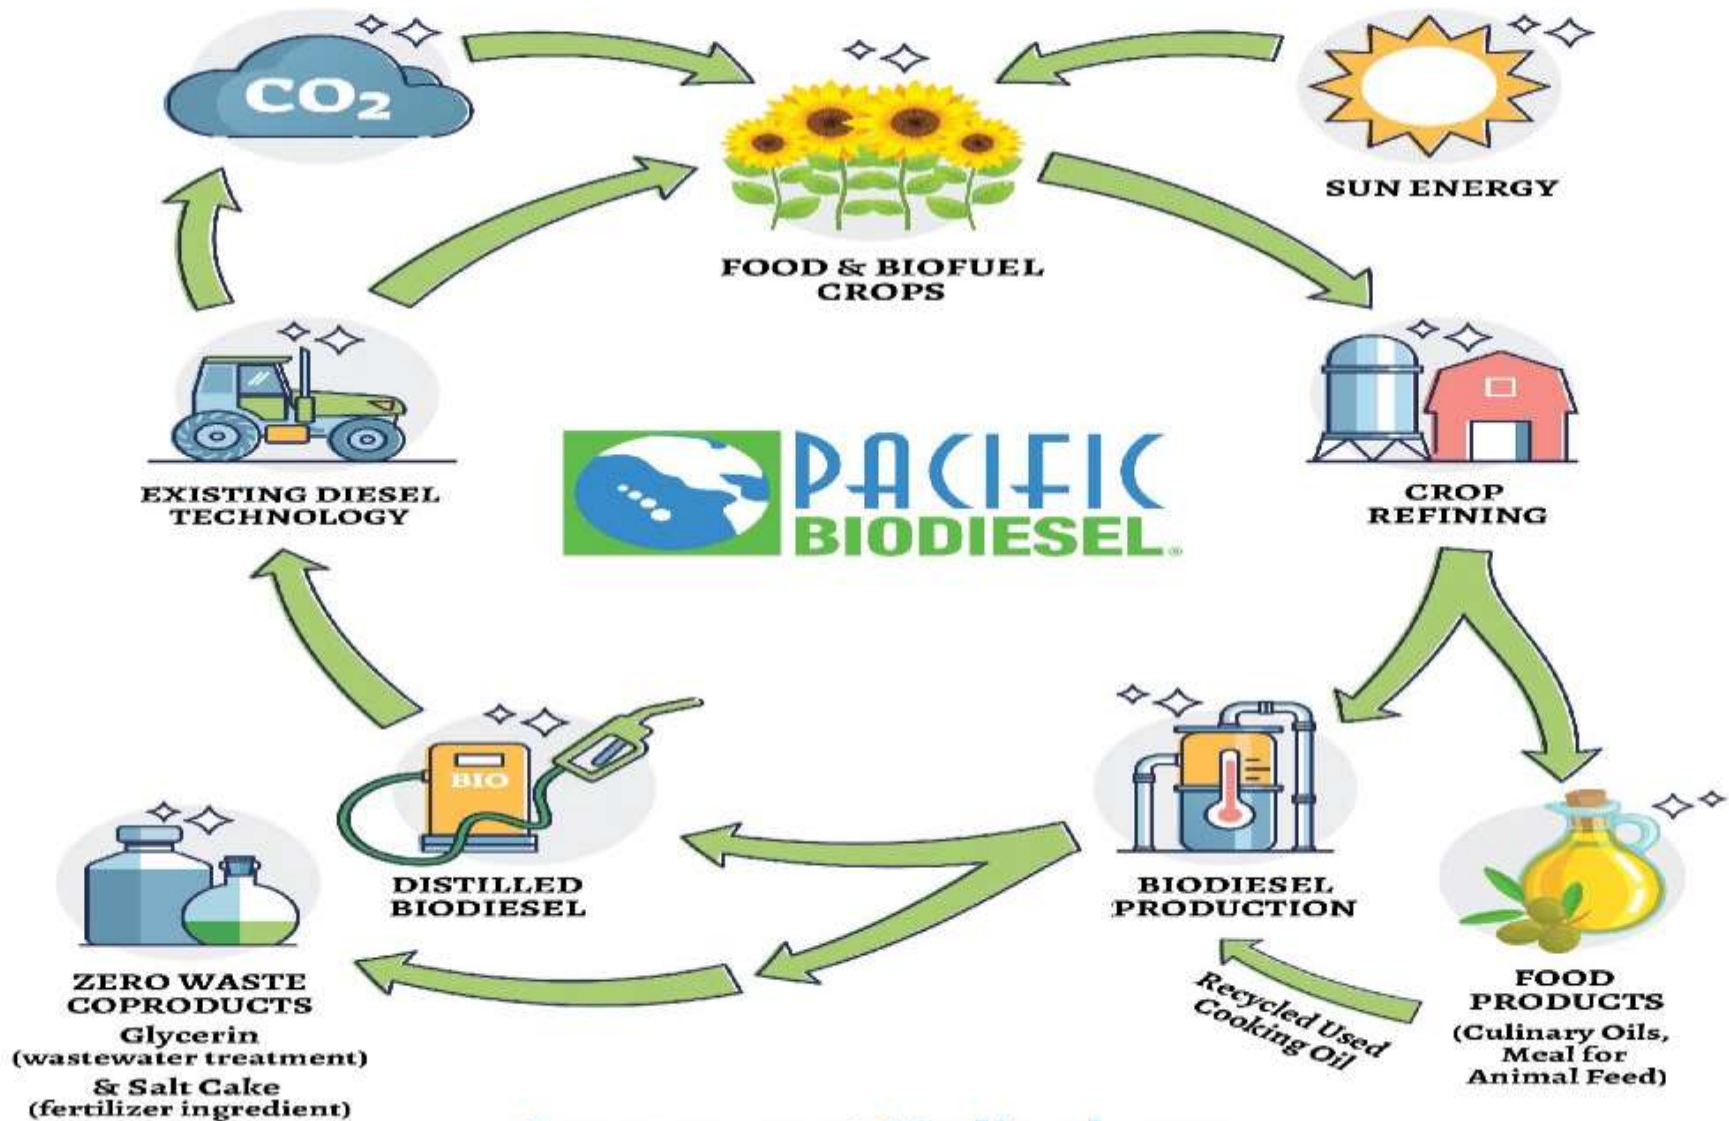 CO2
SUN ENERGY
FOOD & BIOFUEL
CROPS
EXISTING DIESEL
TECHNOLOGY
PACIFIC
BIODIESEL®
CROP
REFINING
BIO
DISTILLED
BIODIESEL
BIODIESEL
PRODUCTION
ZERO WASTE
COPRODUCTS
Glycerin
(wastewater treatment)
& Salt Cake
(fertilizer ingredient)
Recycled Used
Cooking Oil
FOOD
PRODUCTS
(Culinary Oils,
Meal for
Animal Feed)